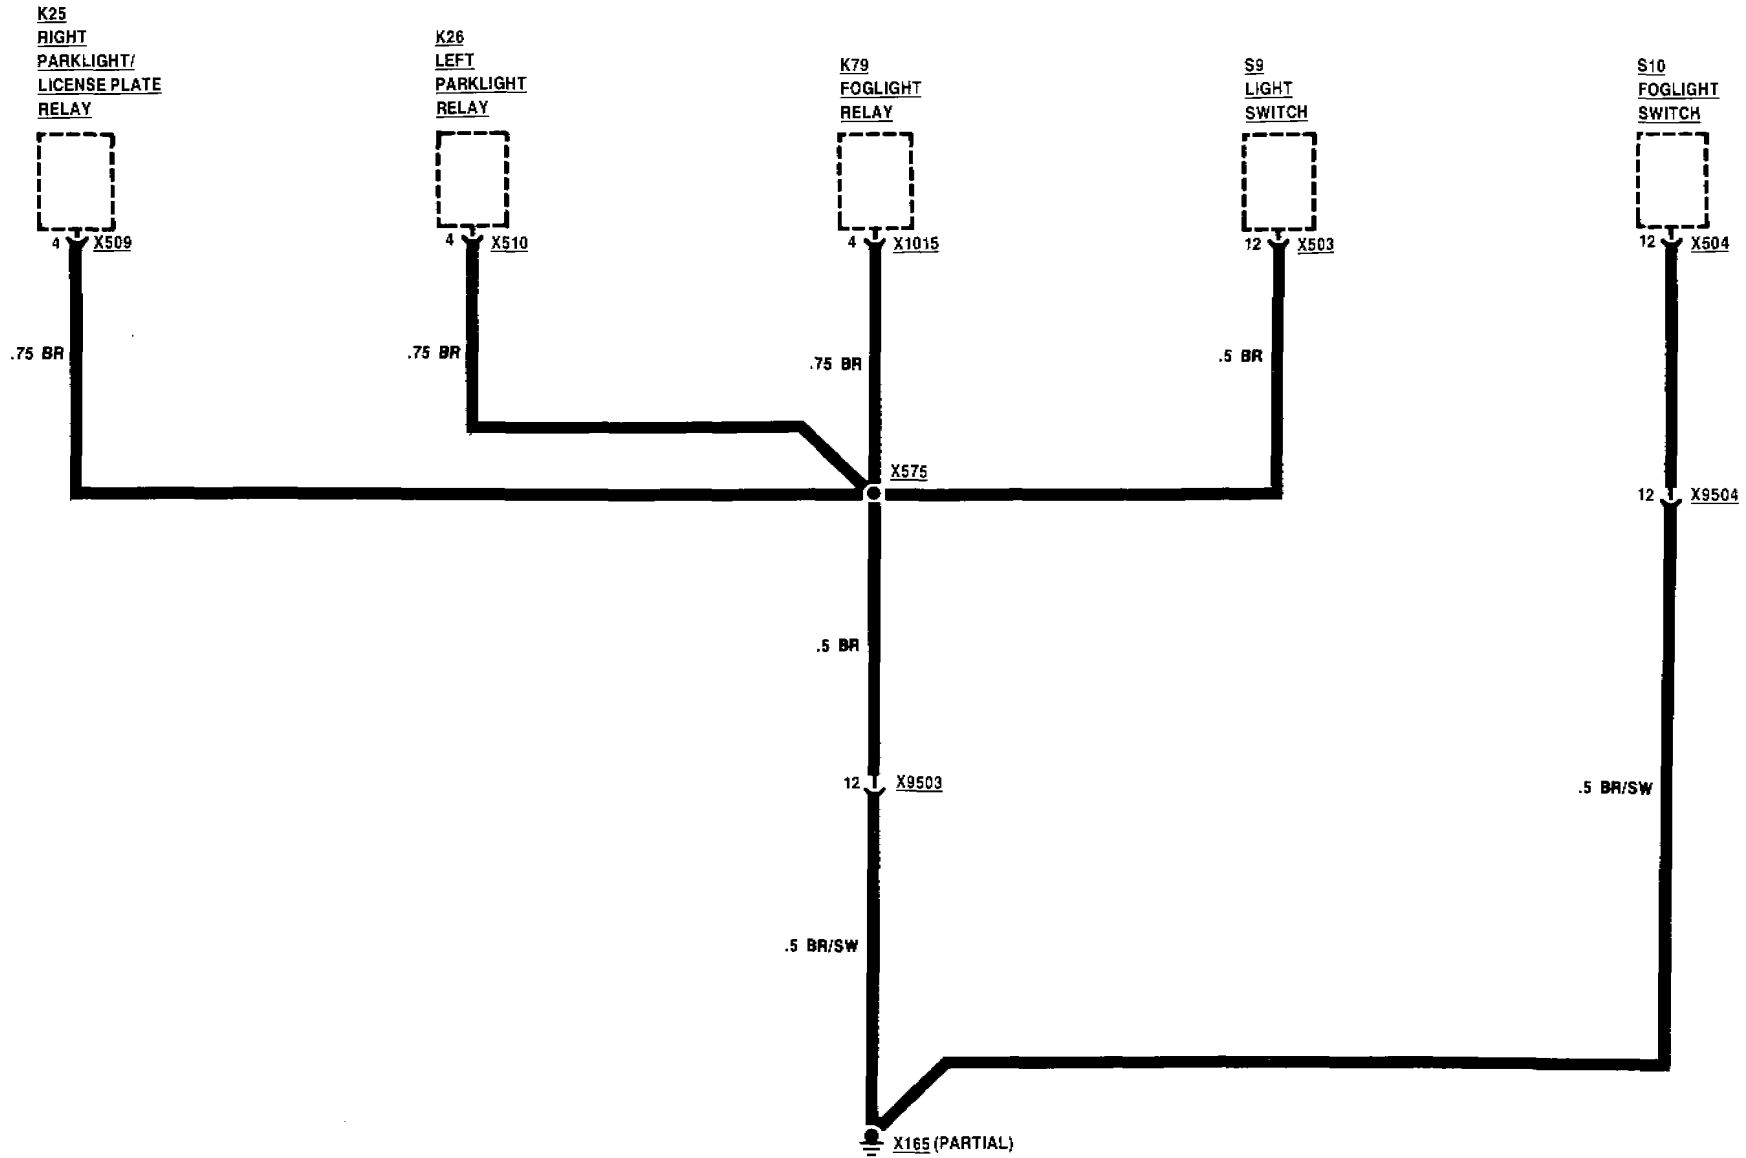 K25
RIGHT
PARKLIGHT/
LICENSE PLATE
RELAY
K26
LEFT
PARKLIGHT
RELAY
K79
FOGLIGHT
RELAY
S9
LIGHT
SWITCH
S10
FOGLIGHT
SWITCH
4 X509
4 X510
4 X1015
12 X503
12 X504
.75 BR
.75 BR
.75 BR
.5 BR
X575
12 X9504
.5 BR
12 X9503
.5 BR/SW
.5 BR/SW
X165 (PARTIAL)